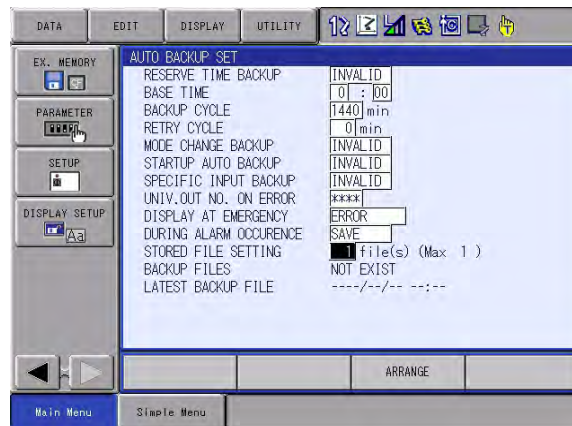 DATA EDIT DISPLAY UTILITY
EX. MEMORY
CF
PARAMETER
SETUP
DISPLAY SETUP
Aa
AUTO BACKUP SET
RESERVE TIME BACKUP INVALID
BASE TIME 0 : 00
BACKUP CYCLE 1440 min
RETRY CYCLE 0 min
MODE CHANGE BACKUP INVALID
STARTUP AUTO BACKUP INVALID
SPECIFIC INPUT BACKUP INVALID
UNIV.OUT NO. ON ERROR ****
DISPLAY AT EMERGENCY ERROR
DURING ALARM OCCURENCE SAVE
STORED FILE SETTING 1 file(s) (Max 1 )
BACKUP FILES NOT EXIST
LATEST BACKUP FILE ----/--/-- --:--
ARRANGE
Main Menu Simple Menu